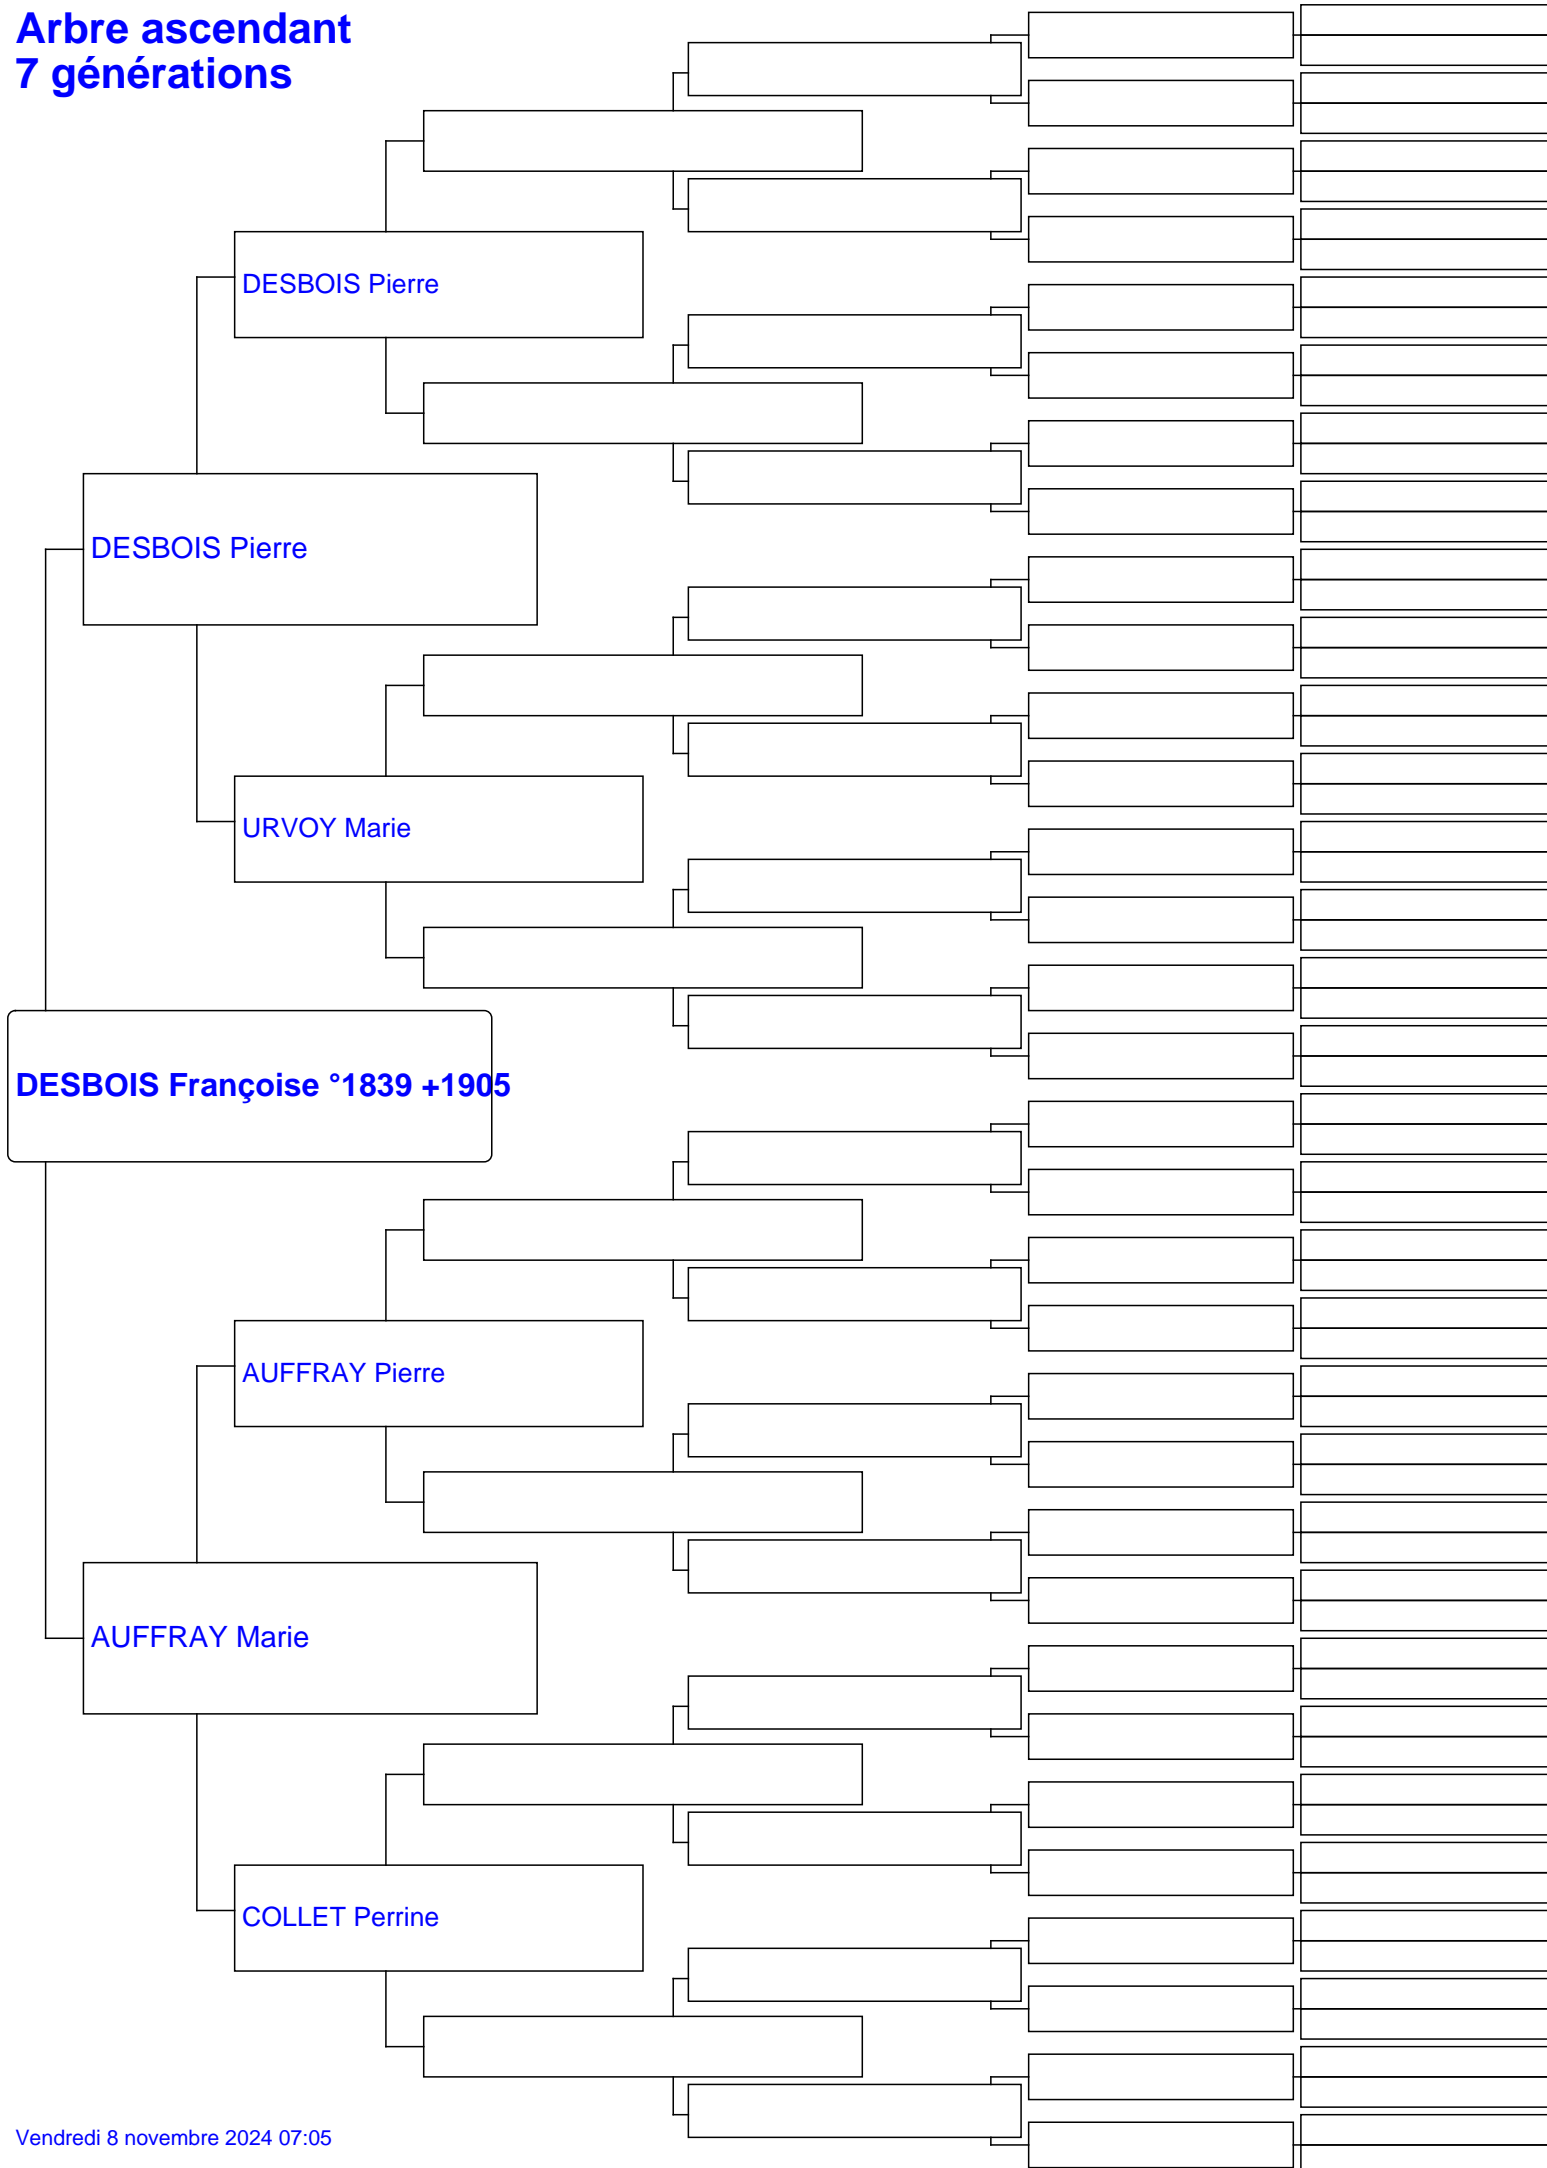 Arbre ascendant
7 générations
DESBOIS Pierre
DESBOIS Pierre
URVOY Marie
DESBOIS Françoise °1839 +1905
AUFFRAY Pierre
AUFFRAY Marie
COLLET Perrine
Vendredi 8 novembre 2024 07:05